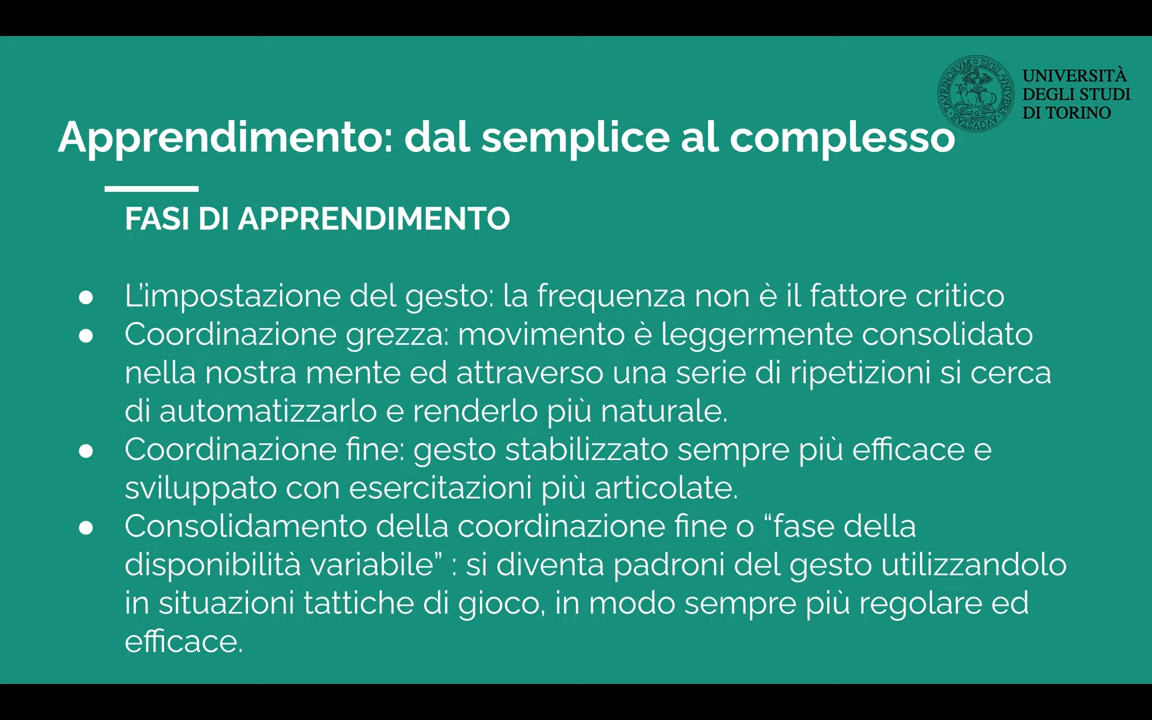 UNIVERSITÀ
DEGLI STUDI
DI TORINO
Apprendimento: dal semplice al complesso
FASI DI APPRENDIMENTO
● L'impostazione del gesto: la frequenza non è il fattore critico
● Coordinazione grezza: movimento è leggermente consolidato
nella nostra mente ed attraverso una serie di ripetizioni si cerca
di automatizzarlo e renderlo più naturale.
● Coordinazione fine: gesto stabilizzato sempre più efficace e
sviluppato con esercitazioni più articolate.
● Consolidamento della coordinazione fine o “fase della
disponibilità variabile” : si diventa padroni del gesto utilizzandolo
in situazioni tattiche di gioco, in modo sempre più regolare ed
efficace.